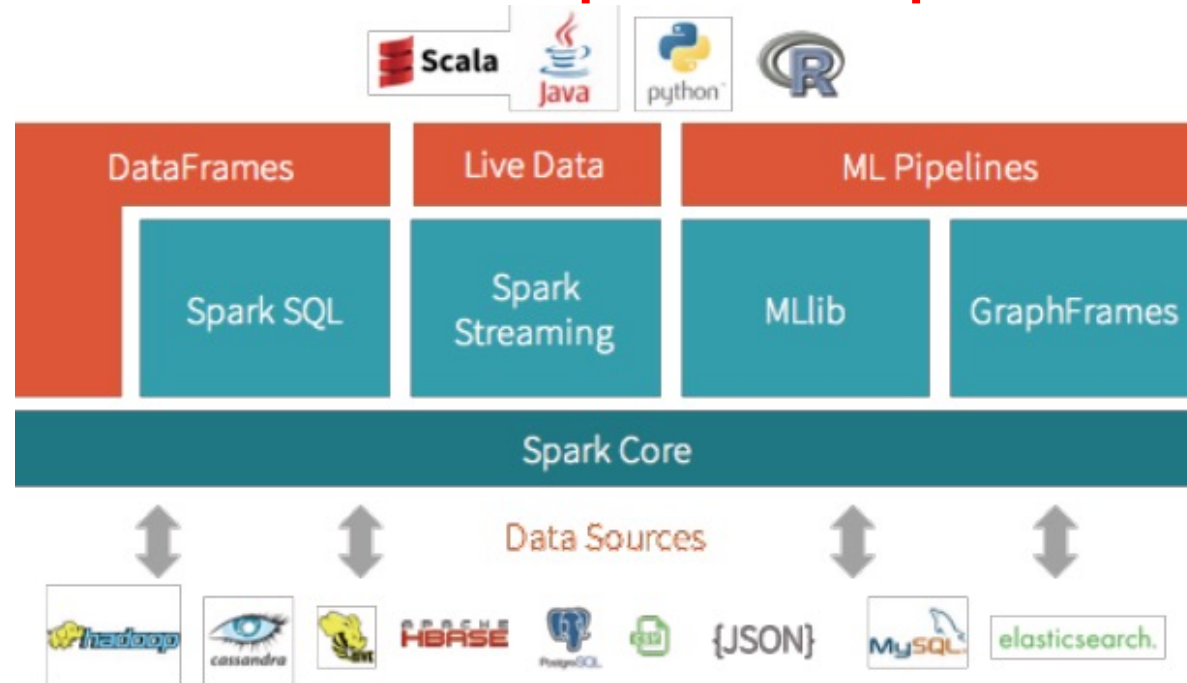 Scala
Java
python
R
DataFrames
Live Data
ML Pipelines
Spark SQL
Spark
Streaming
MLlib
GraphFrames
Spark Core
Data Sources
hadoop
cassandra
APACHE
HBASE
PostgreSQL
{JSON}
MySQL
elasticsearch.